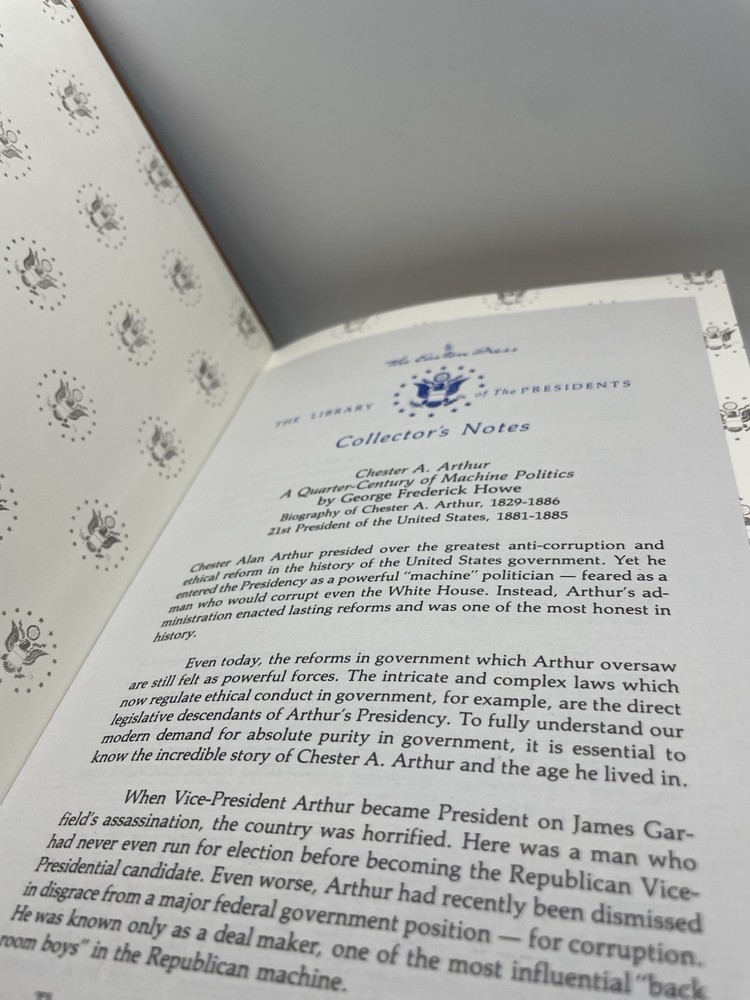 The Easton Press
THE LIBRARY of The PRESIDENTS
Collector's Notes
Chester A. Arthur
A Quarter-Century of Machine Politics
by George Frederick Howe
Biography of Chester A. Arthur, 1829-1886
21st President of the United States, 1881-1885
Chester Alan Arthur presided over the greatest anti-corruption and
ethical reform in the history of the United States government. Yet he
entered the Presidency as a powerful "machine" politician — feared as a
man who would corrupt even the White House. Instead, Arthur's ad-
ministration enacted lasting reforms and was one of the most honest in
history.
Even today, the reforms in government which Arthur oversaw
are still felt as powerful forces. The intricate and complex laws which
now regulate ethical conduct in government, for example, are the direct
legislative descendants of Arthur's Presidency. To fully understand our
modern demand for absolute purity in government, it is essential to
know the incredible story of Chester A. Arthur and the age he lived in.
When Vice-President Arthur became President on James Gar-
field's assassination, the country was horrified. Here was a man who
had never even run for election before becoming the Republican Vice-
Presidential candidate. Even worse, Arthur had recently been dismissed
in disgrace from a major federal government position — for corruption.
He was known only as a deal maker, one of the most influential "back
room boys" in the Republican machine.